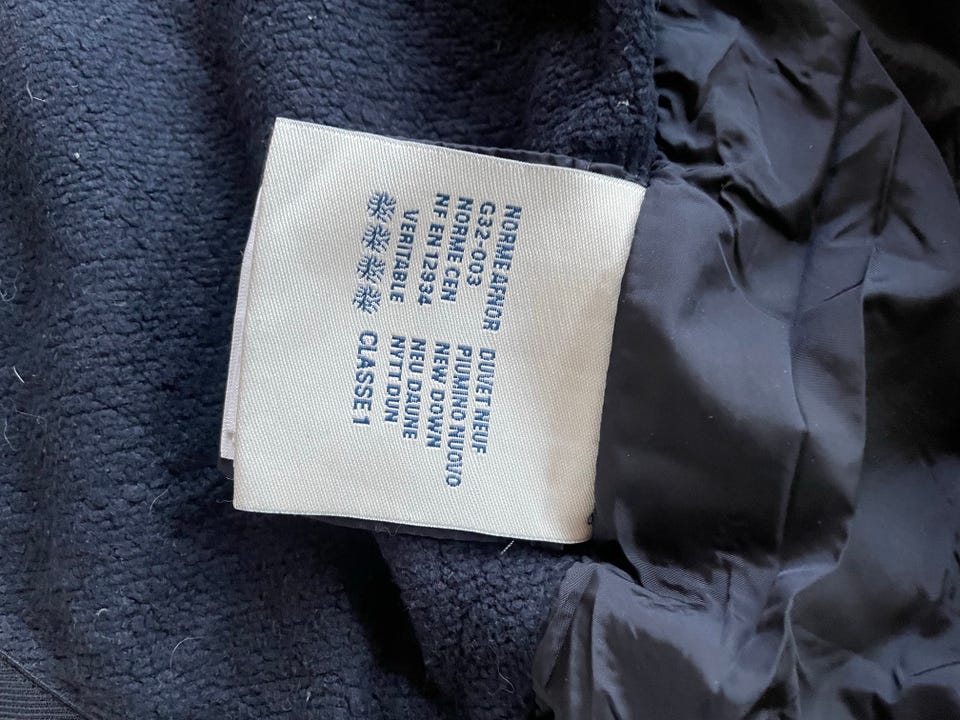 NORME AFNOR
G32-003
NORME CEN
NF EN 12934
VERITABLE
DUVET NEUF
PIUMINO NUOVO
NEW DOWN
NEU DAUNE
NYTT DUN
CLASSE 1